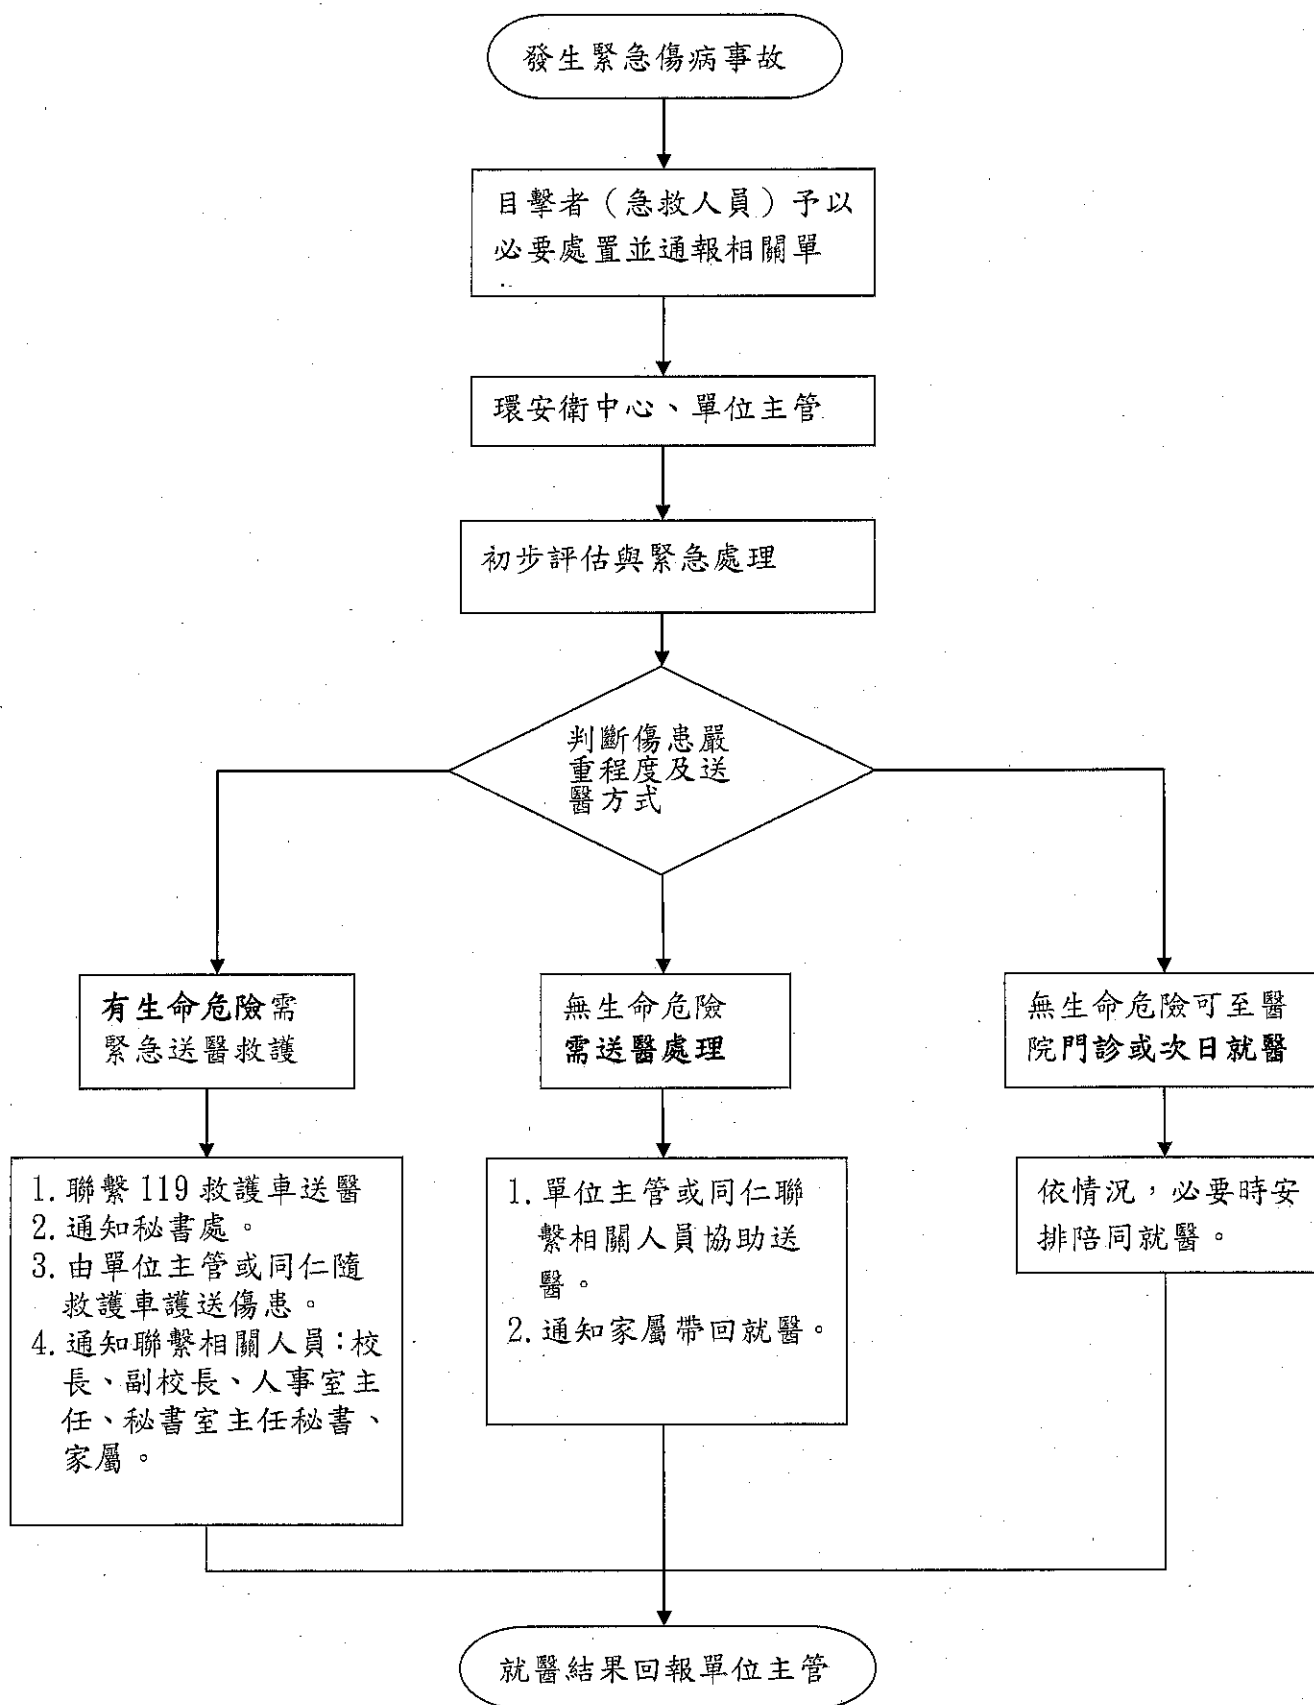 發生緊急傷病事故
目擊者（急救人員）予以
必要處置並通報相關單
環安衛中心、單位主管
初步評估與緊急處理
判斷傷患嚴
重程度及送
醫方式
有生命危險需
緊急送醫救護
無生命危險
需送醫處理
無生命危險可至醫
院門診或次日就醫
1. 聯繫 119 救護車送醫
2. 通知秘書處。
3. 由單位主管或同仁隨
救護車護送傷患。
4. 通知聯繫相關人員：校
長、副校長、人事室主
任、秘書室主任秘書、
家屬。
1. 單位主管或同仁聯
繫相關人員協助送
醫。
2. 通知家屬帶回就醫。
依情況，必要時安
排陪同就醫。
就醫結果回報單位主管